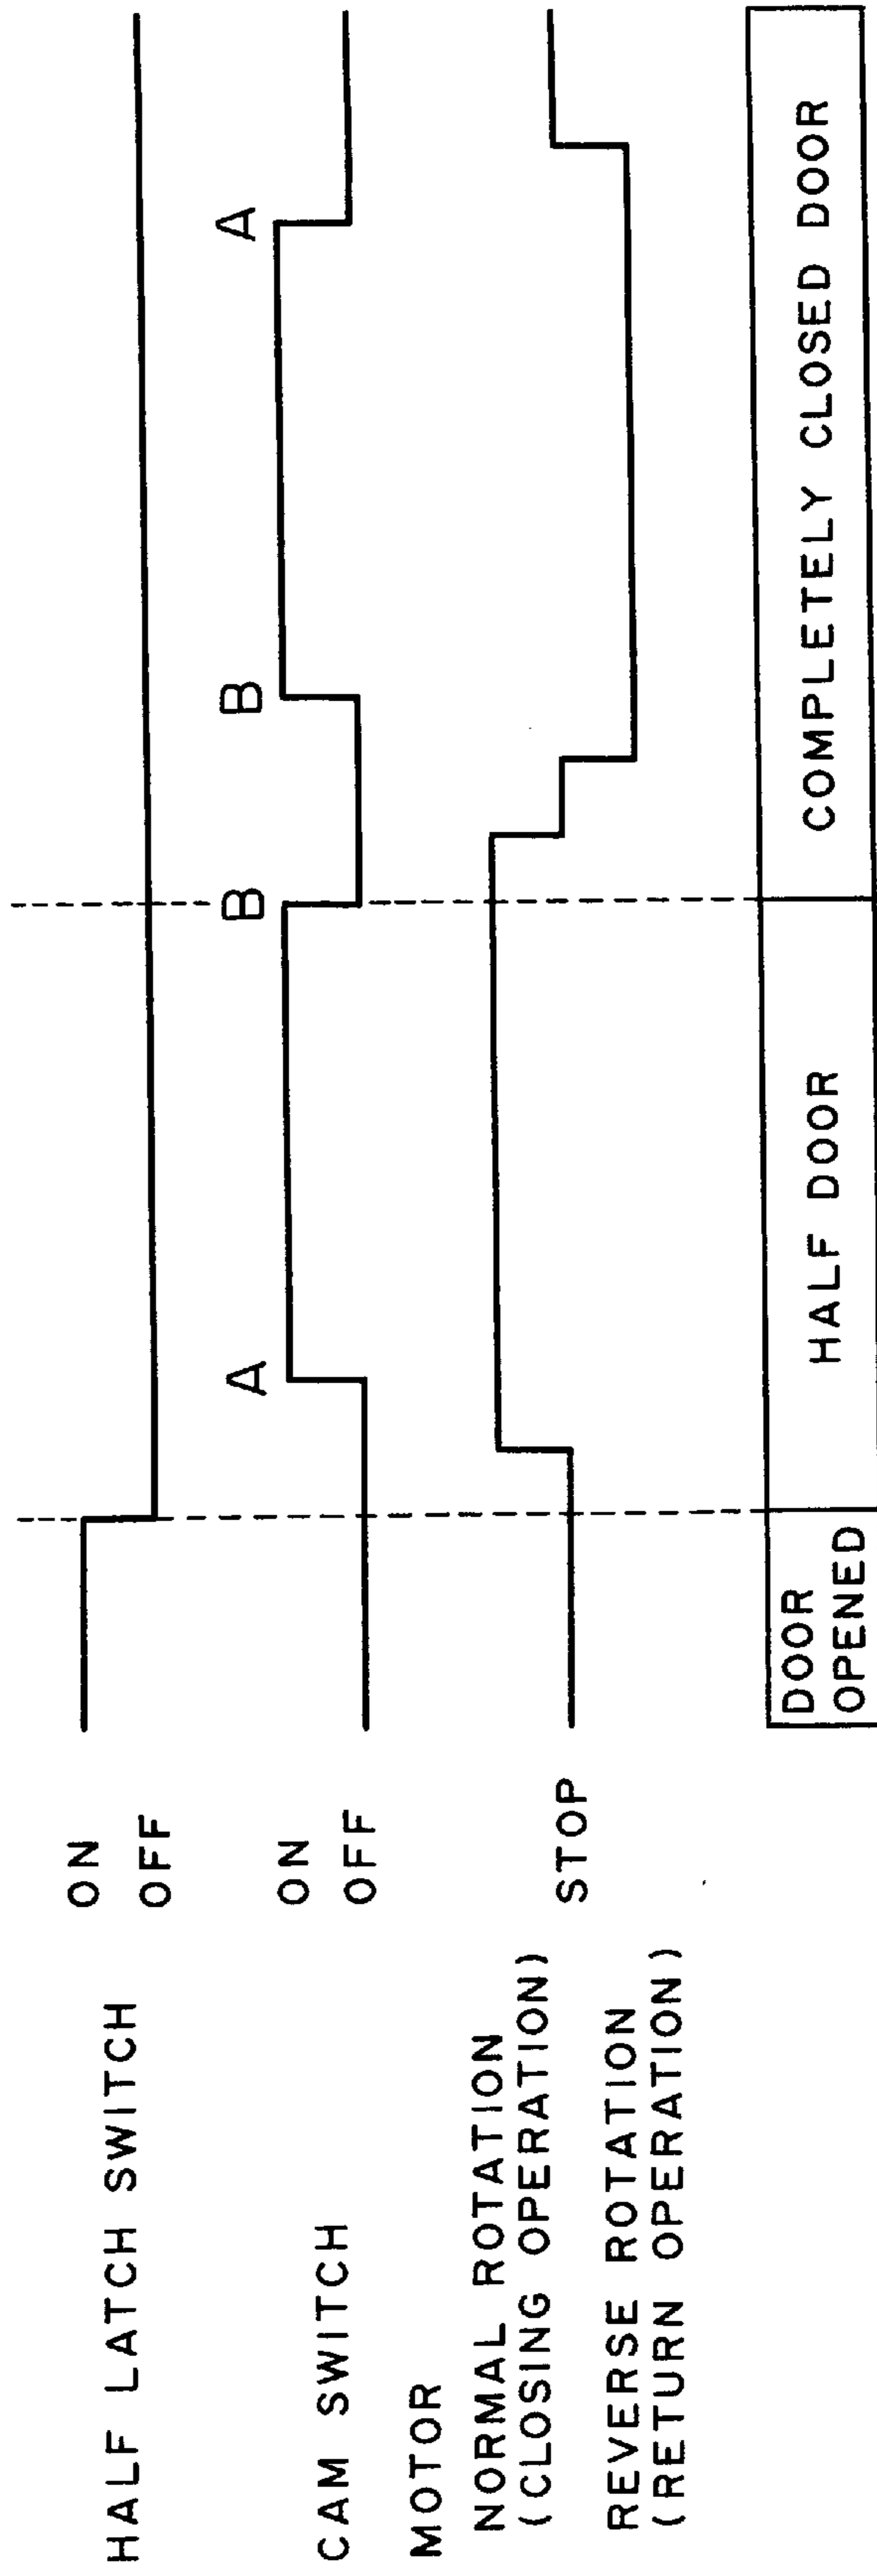 HALF LATCH SWITCH
ON
OFF
CAM SWITCH
ON
OFF
MOTOR
NORMAL ROTATION
(CLOSING OPERATION)
STOP
REVERSE ROTATION
(RETURN OPERATION)
A
B
B
A
DOOR
OPENED
HALF DOOR
COMPLETELY CLOSED DOOR